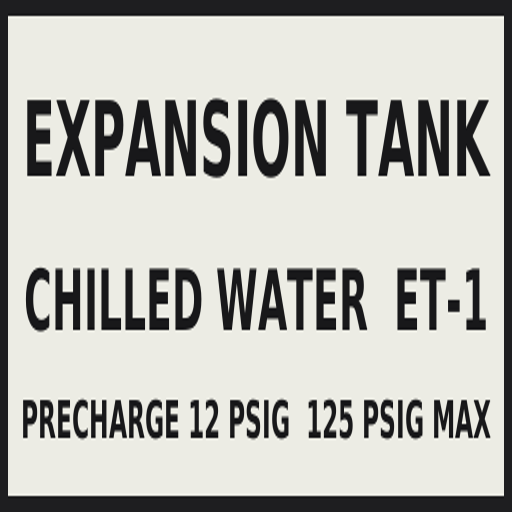 EXPANSION TANK
CHILLED WATER ET-1
PRECHARGE 12 PSIG 125 PSIG MAX